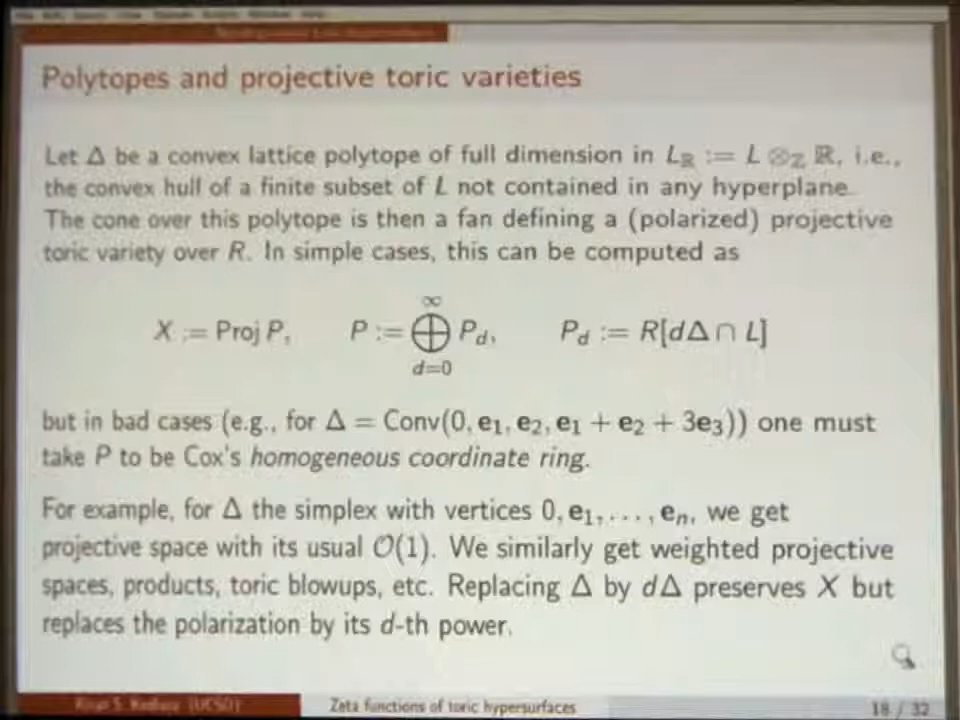 Polytopes and projective toric varieties
Let Δ be a convex lattice polytope of full dimension in L_ℝ := L ⊗_ℤ ℝ, i.e.,
the convex hull of a finite subset of L not contained in any hyperplane.
The cone over this polytope is then a fan defining a (polarized) projective
toric variety over R. In simple cases, this can be computed as
X := Proj P, P := ⊕_{d=0}^{∞} P_d, P_d := R[dΔ ∩ L]
but in bad cases (e.g., for Δ = Conv(0, e₁, e₂, e₁ + e₂ + 3e₃)) one must
take P to be Cox's homogeneous coordinate ring.
For example, for Δ the simplex with vertices 0, e₁, . . . , eₙ, we get
projective space with its usual 𝒪(1). We similarly get weighted projective
spaces, products, toric blowups, etc. Replacing Δ by dΔ preserves X but
replaces the polarization by its d-th power.
Kiran S. Kedlaya (UCSD) Zeta functions of toric hypersurfaces 18 / 32